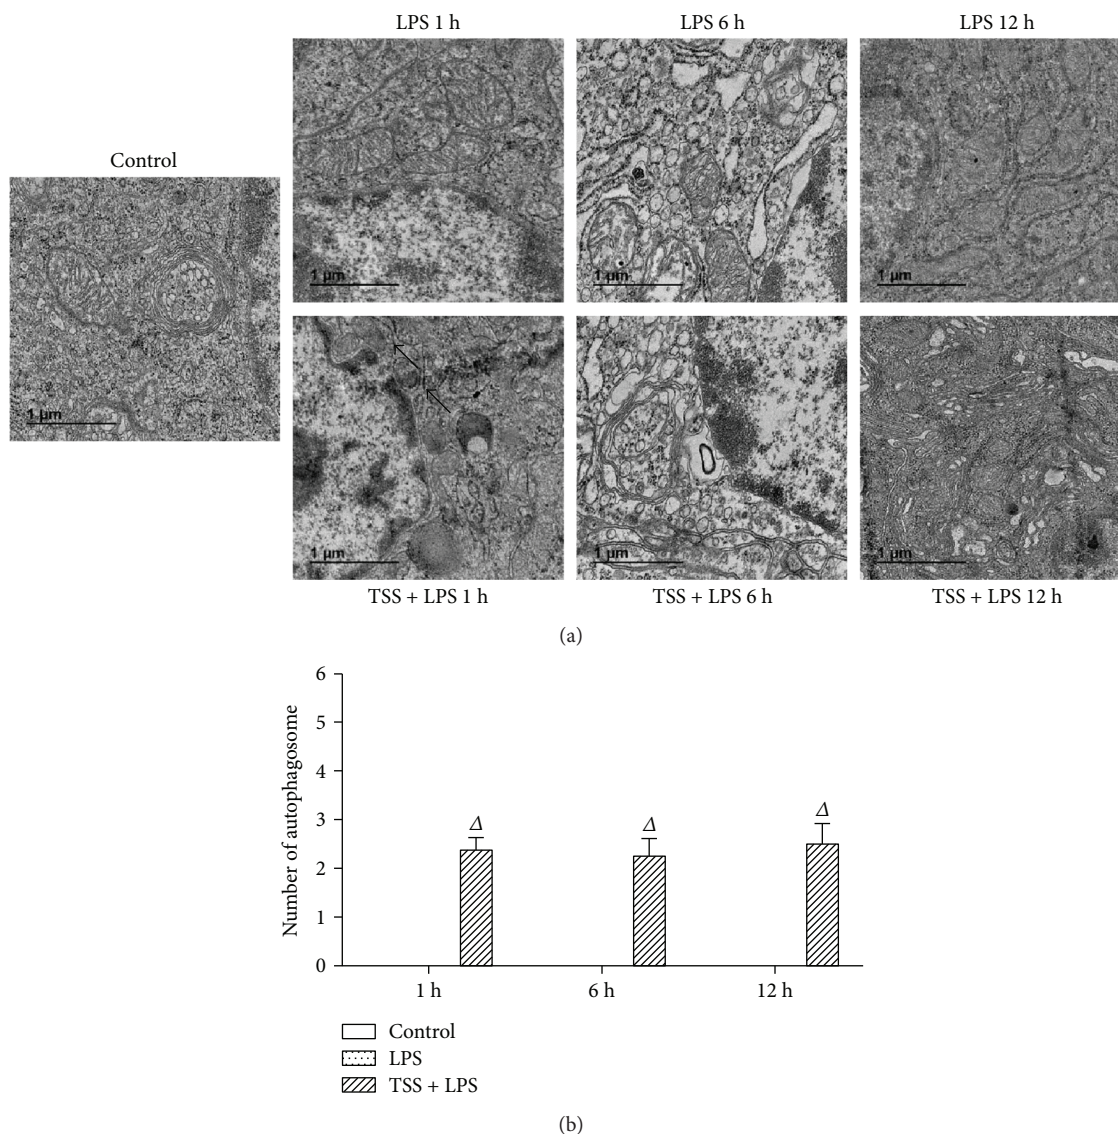 LPS 1 h
LPS 6 h
LPS 12 h
Control
1 μm
1 μm
1 μm
1 μm
1 μm
1 μm
1 μm
TSS + LPS 1 h
TSS + LPS 6 h
TSS + LPS 12 h
(a)
Number of autophagosome
6
5
4
3
2
1
0
Δ
Δ
Δ
1 h
6 h
12 h
Control
LPS
TSS + LPS
(b)